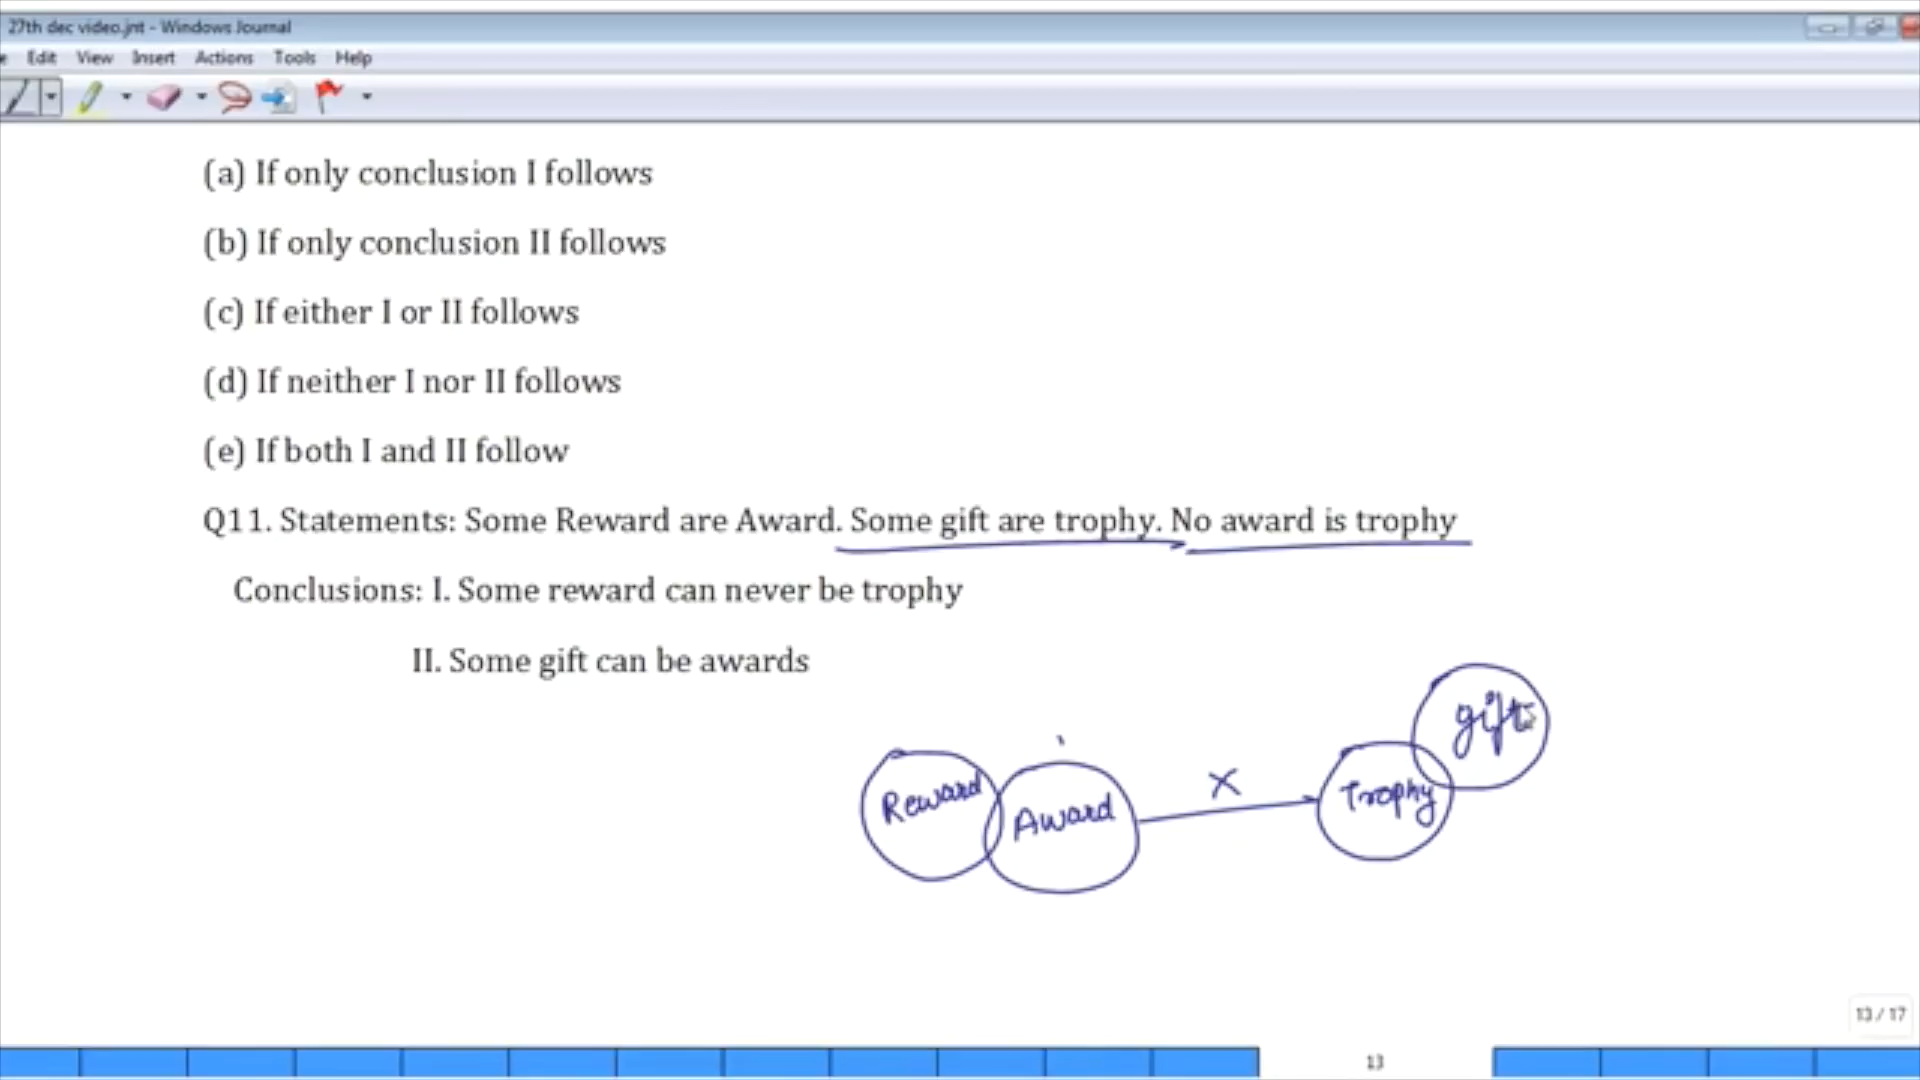 27th dec video.jnt - Windows Journal
Edit View Insert Actions Tools Help
(a) If only conclusion I follows
(b) If only conclusion II follows
(c) If either I or II follows
(d) If neither I nor II follows
(e) If both I and II follow
Q11. Statements: Some Reward are Award. Some gift are trophy. No award is trophy
Conclusions: I. Some reward can never be trophy
II. Some gift can be awards
gift
X
Reward Award Trophy
13 / 17
13